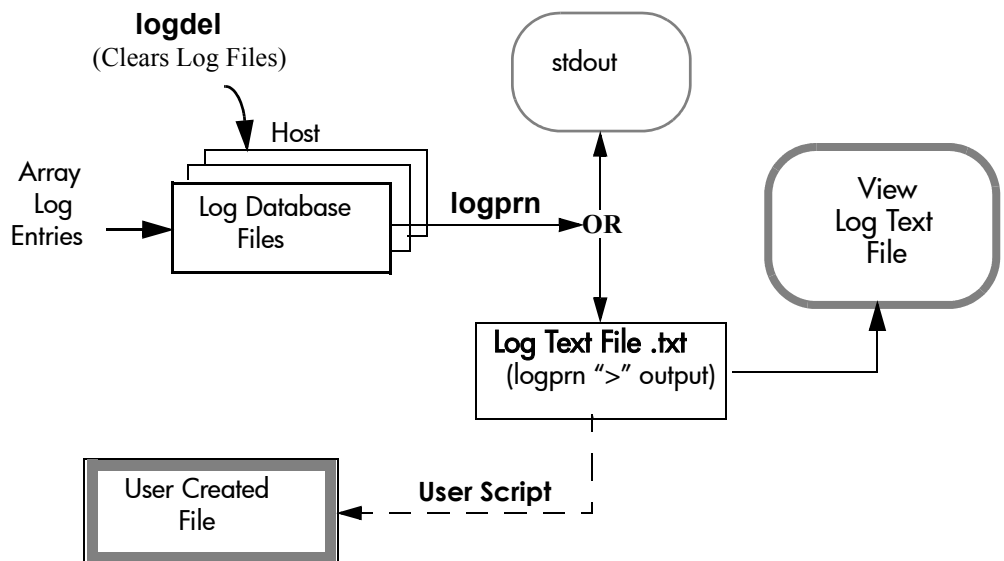 logdel
(Clears Log Files)
stdout
Host
Array
Log
Entries
Log Database
Files
logprn
OR
View
Log Text
File
Log Text File .txt
(logprn “>” output)
User Script
User Created
File